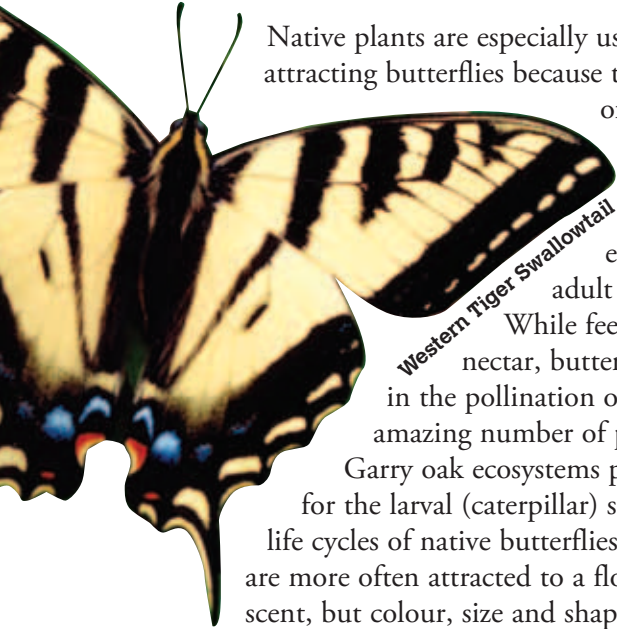 Native plants are especially us
attracting butterflies because t
Western Tiger Swallowtail
e
adult
While fee
nectar, butter
in the pollination o
amazing number of p
Garry oak ecosystems p
for the larval (caterpillar) s
life cycles of native butterflies
are more often attracted to a flo
scent, but colour, size and shap